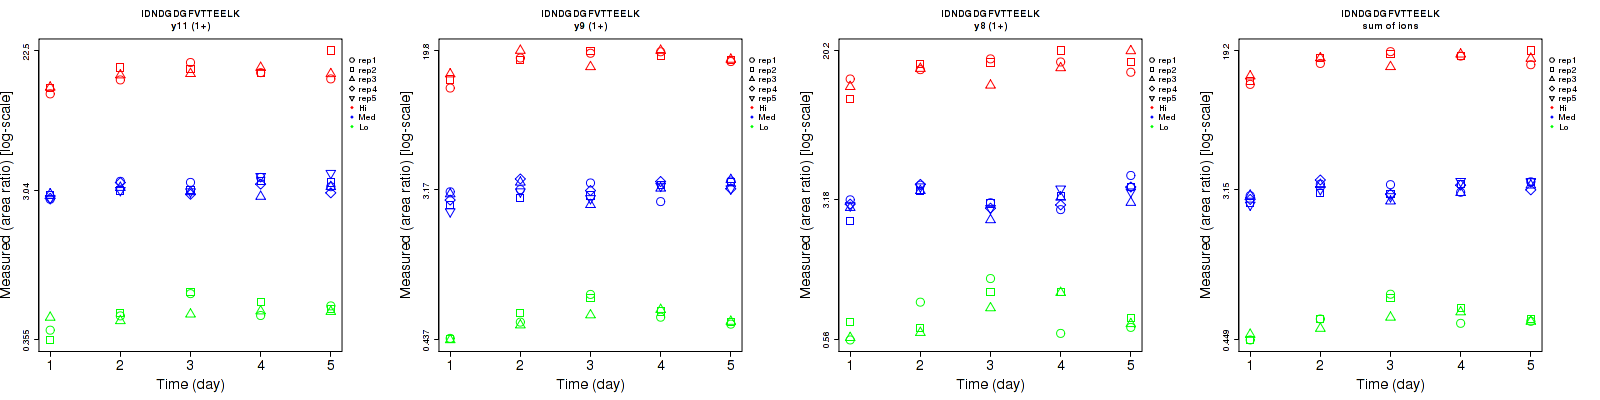 IDNDGDGFVTTEELK
y11 (1+)
Measured (area ratio) [log-scale]
22.5
3.04
0.355
1 2 3 4 5
Time (day)
rep1
rep2
rep3
rep4
rep5
Hi
Med
Lo
IDNDGDGFVTTEELK
y9 (1+)
Measured (area ratio) [log-scale]
19.8
3.17
0.437
1 2 3 4 5
Time (day)
rep1
rep2
rep3
rep4
rep5
Hi
Med
Lo
IDNDGDGFVTTEELK
y8 (1+)
Measured (area ratio) [log-scale]
20.2
3.18
0.56
1 2 3 4 5
Time (day)
rep1
rep2
rep3
rep4
rep5
Hi
Med
Lo
IDNDGDGFVTTEELK
sum of ions
Measured (area ratio) [log-scale]
19.2
3.15
0.449
1 2 3 4 5
Time (day)
rep1
rep2
rep3
rep4
rep5
Hi
Med
Lo